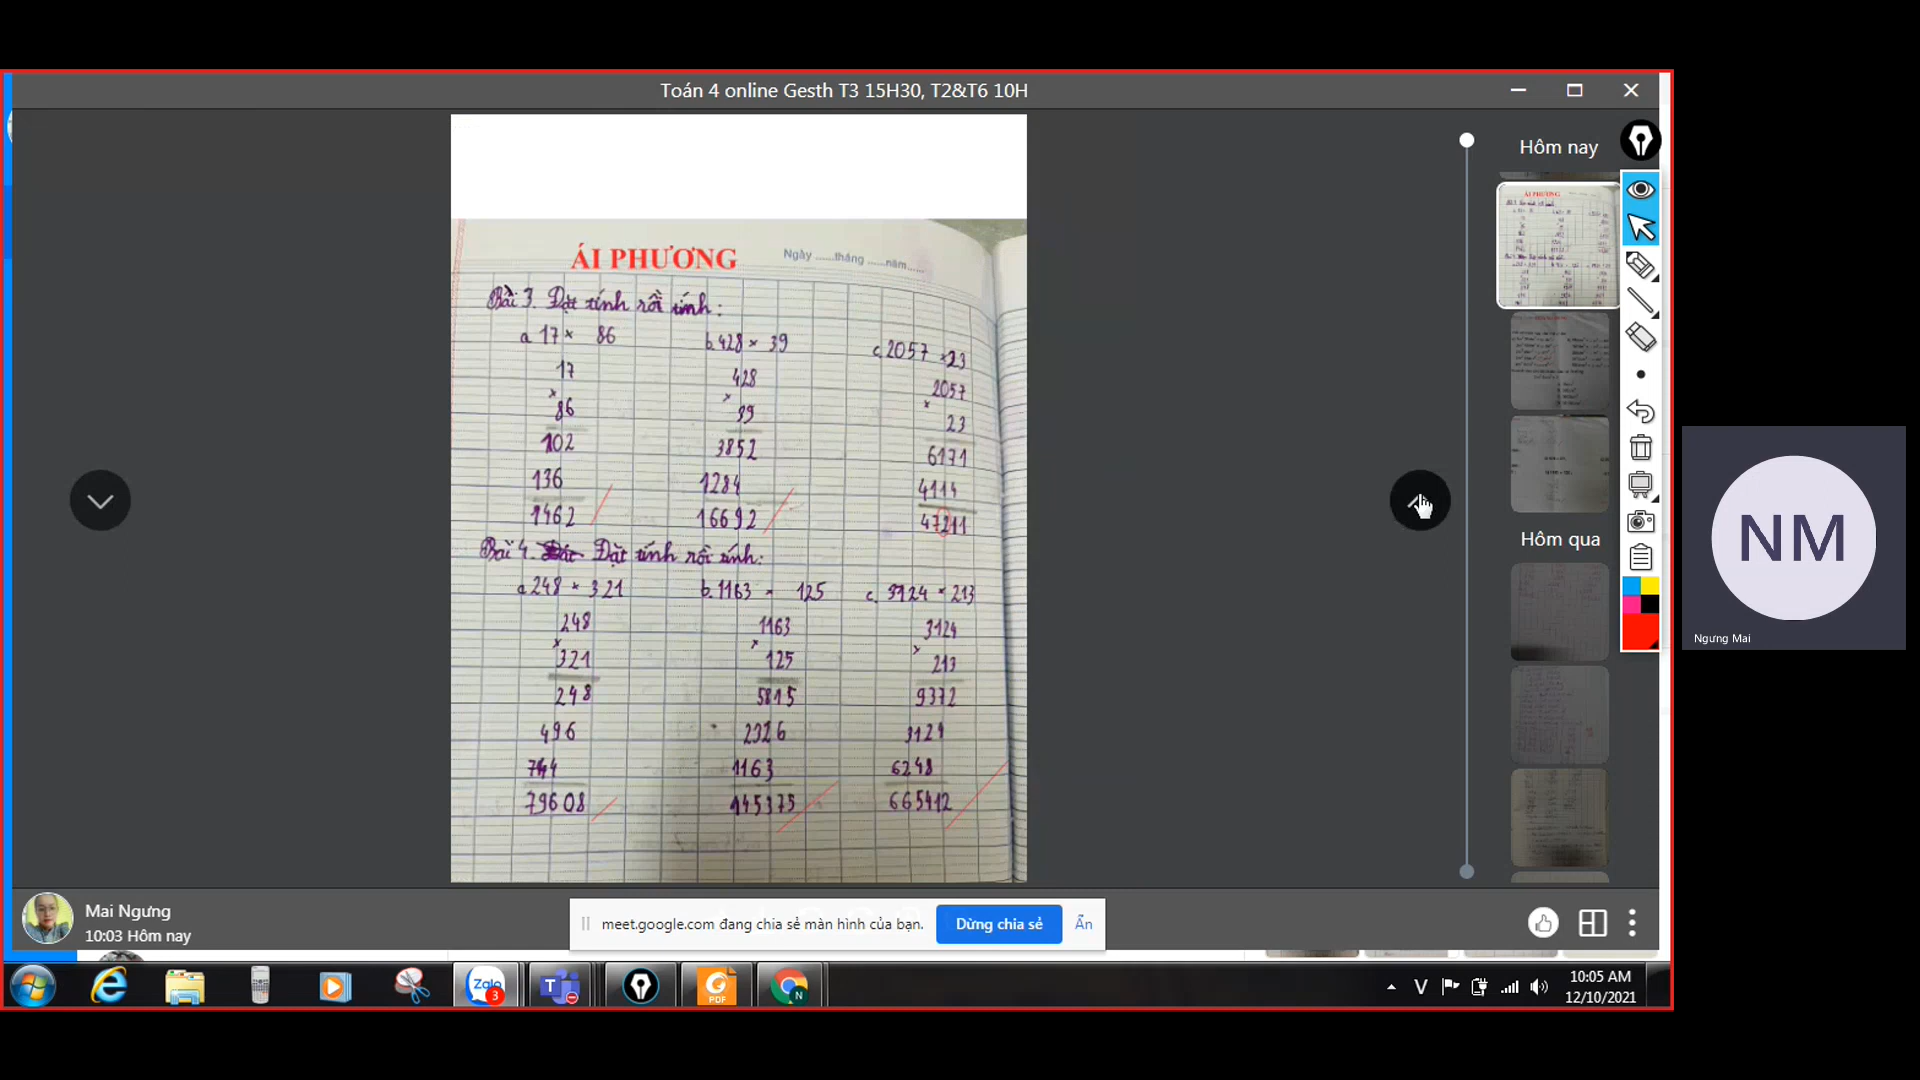 Toán 4 online Gesth T3 15H30, T2&T6 10H
Hôm nay
ÁI PHƯƠNG
Ngày ......tháng ......năm......
Bài 3. Đặt tính rồi tính:
a. 17 × 86
b. 428 × 39
c. 2057 × 23
17
428
2057
×
×
×
86
39
23
102
3852
6171
136
1284
4114
1462
16692
47211
Bài 4. Đặt tính rồi tính:
a. 248 × 321
b. 1163 × 125
c. 3124 × 213
248
1163
3124
×
×
×
321
125
213
248
5815
9372
496
2326
3124
744
1163
6248
79608
145375
665412
Hôm qua
NM
Ngưng Mai
Mai Ngưng
10:03 Hôm nay
meet.google.com đang chia sẻ màn hình của bạn.
Dừng chia sẻ
Ẩn
Zalo
3
T
PDF
N
V
10:05 AM
12/10/2021